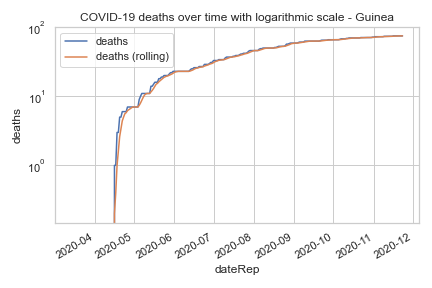 COVID-19 deaths over time with logarithmic scale - Guinea
deaths
deaths (rolling)
10²
10¹
10⁰
deaths
2020-04
2020-05
2020-06
2020-07
2020-08
2020-09
2020-10
2020-11
2020-12
dateRep